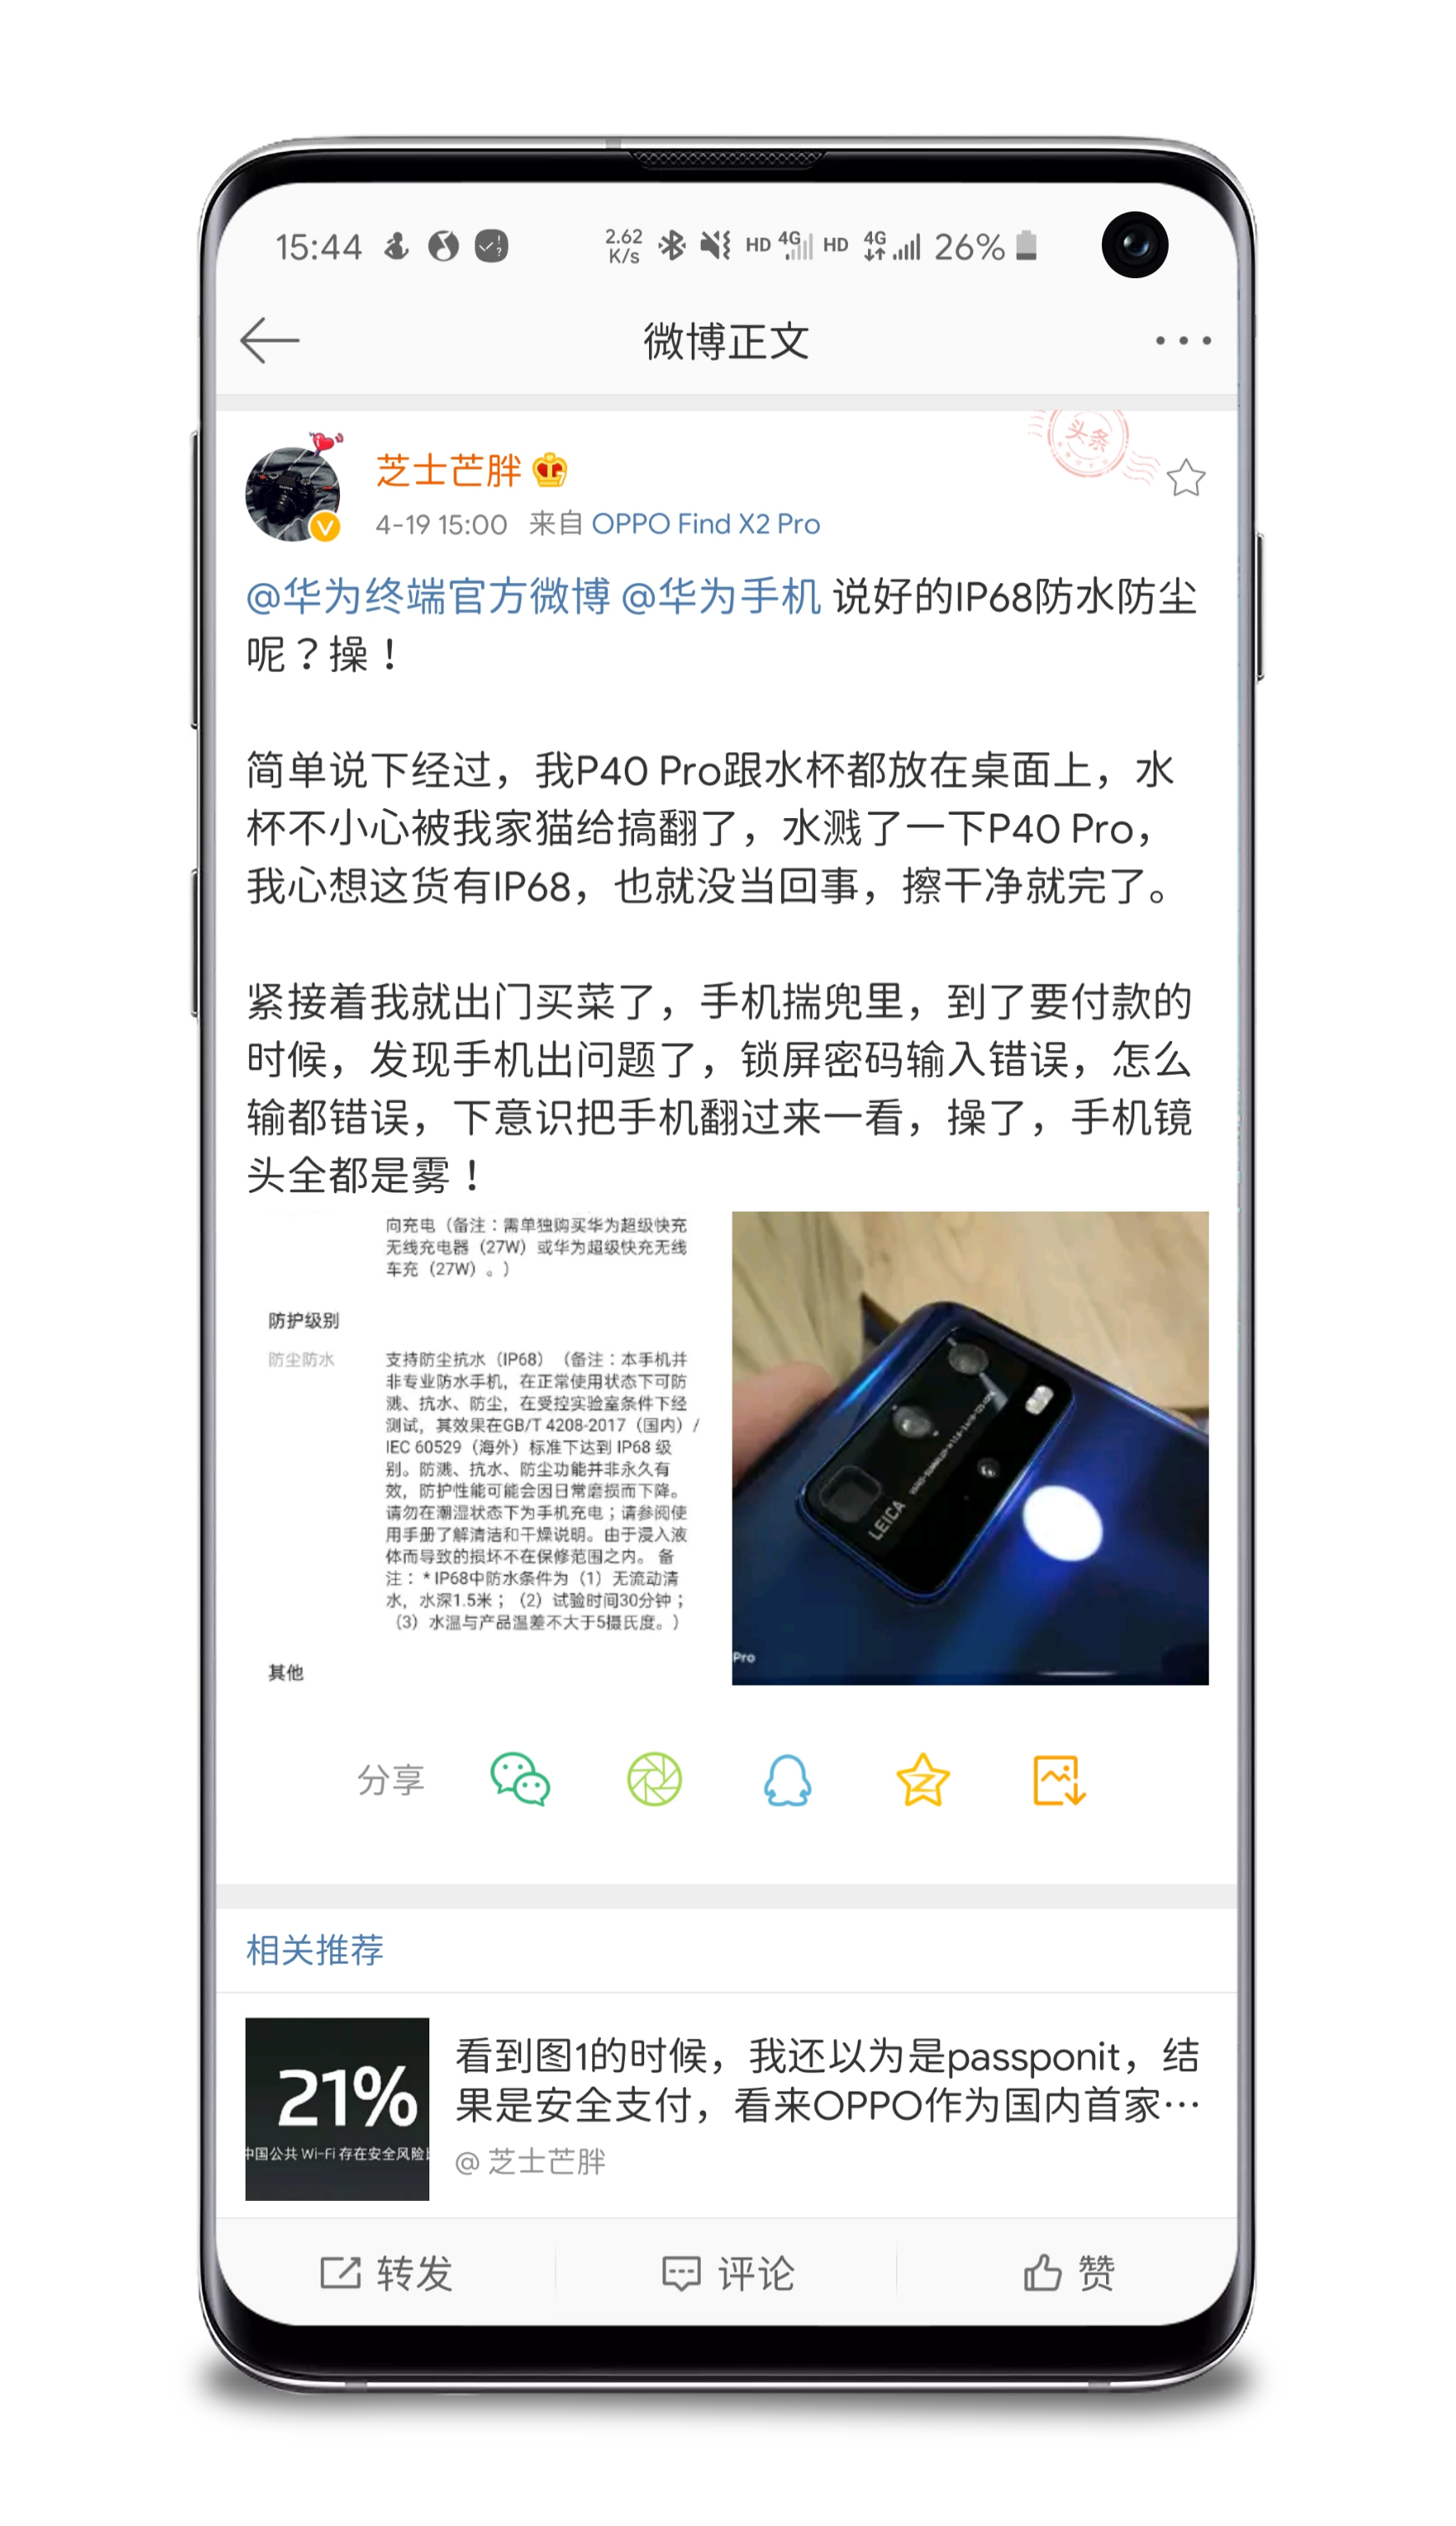 15:44
2.62 K/s HD 4G HD 4G 26%
微博正文
头条
芝士芒胖
4-19 15:00 来自 OPPO Find X2 Pro
@华为终端官方微博 @华为手机 说好的IP68防水防尘
呢？操！
简单说下经过，我P40 Pro跟水杯都放在桌面上，水
杯不小心被我家猫给搞翻了，水溅了一下P40 Pro，
我心想这货有IP68，也就没当回事，擦干净就完了。
紧接着我就出门买菜了，手机揣兜里，到了要付款的
时候，发现手机出问题了，锁屏密码输入错误，怎么
输都错误，下意识把手机翻过来一看，操了，手机镜
头全都是雾！
向充电（备注：需单独购买华为超级快充
无线充电器（27W）或华为超级快充无线
车充（27W）。）
防护级别
防尘防水
支持防尘抗水（IP68）（备注：本手机并
非专业防水手机，在正常使用状态下可防
溅、抗水、防尘，在受控实验室条件下经
测试，其效果在GB/T 4208-2017（国内）/
IEC 60529（海外）标准下达到 IP68 级
别。防溅、抗水、防尘功能并非永久有
效，防护性能可能会因日常磨损而下降。
请勿在潮湿状态下为手机充电；请参阅使
用手册了解清洁和干燥说明。由于浸入液
体而导致的损坏不在保修范围之内。 备
注：＊IP68中防水条件为（1）无流动清
水，水深1.5米；（2）试验时间30分钟；
（3）水温与产品温差不大于5摄氏度。）
其他
LEICA
Pro
分享
相关推荐
21%
中国公共 Wi-Fi 存在安全风险
看到图1的时候，我还以为是passponit，结
果是安全支付，看来OPPO作为国内首家…
@ 芝士芒胖
转发
评论
赞